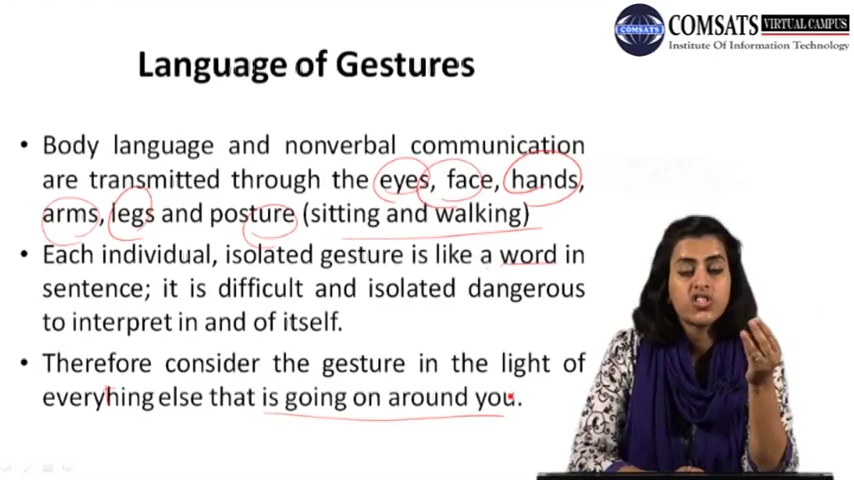 COMSATS VIRTUAL CAMPUS
Institute Of Information Technology
Language of Gestures
• Body language and nonverbal communication
are transmitted through the eyes, face, hands,
arms, legs and posture (sitting and walking)
• Each individual, isolated gesture is like a word in
sentence; it is difficult and isolated dangerous
to interpret in and of itself.
• Therefore consider the gesture in the light of
everyhing else that is going on around you.